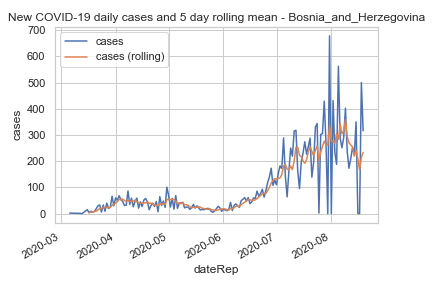 New COVID-19 daily cases and 5 day rolling mean - Bosnia_and_Herzegovina
700
600
500
400
300
200
100
0
cases
cases
cases (rolling)
2020-03
2020-04
2020-05
2020-06
2020-07
2020-08
dateRep